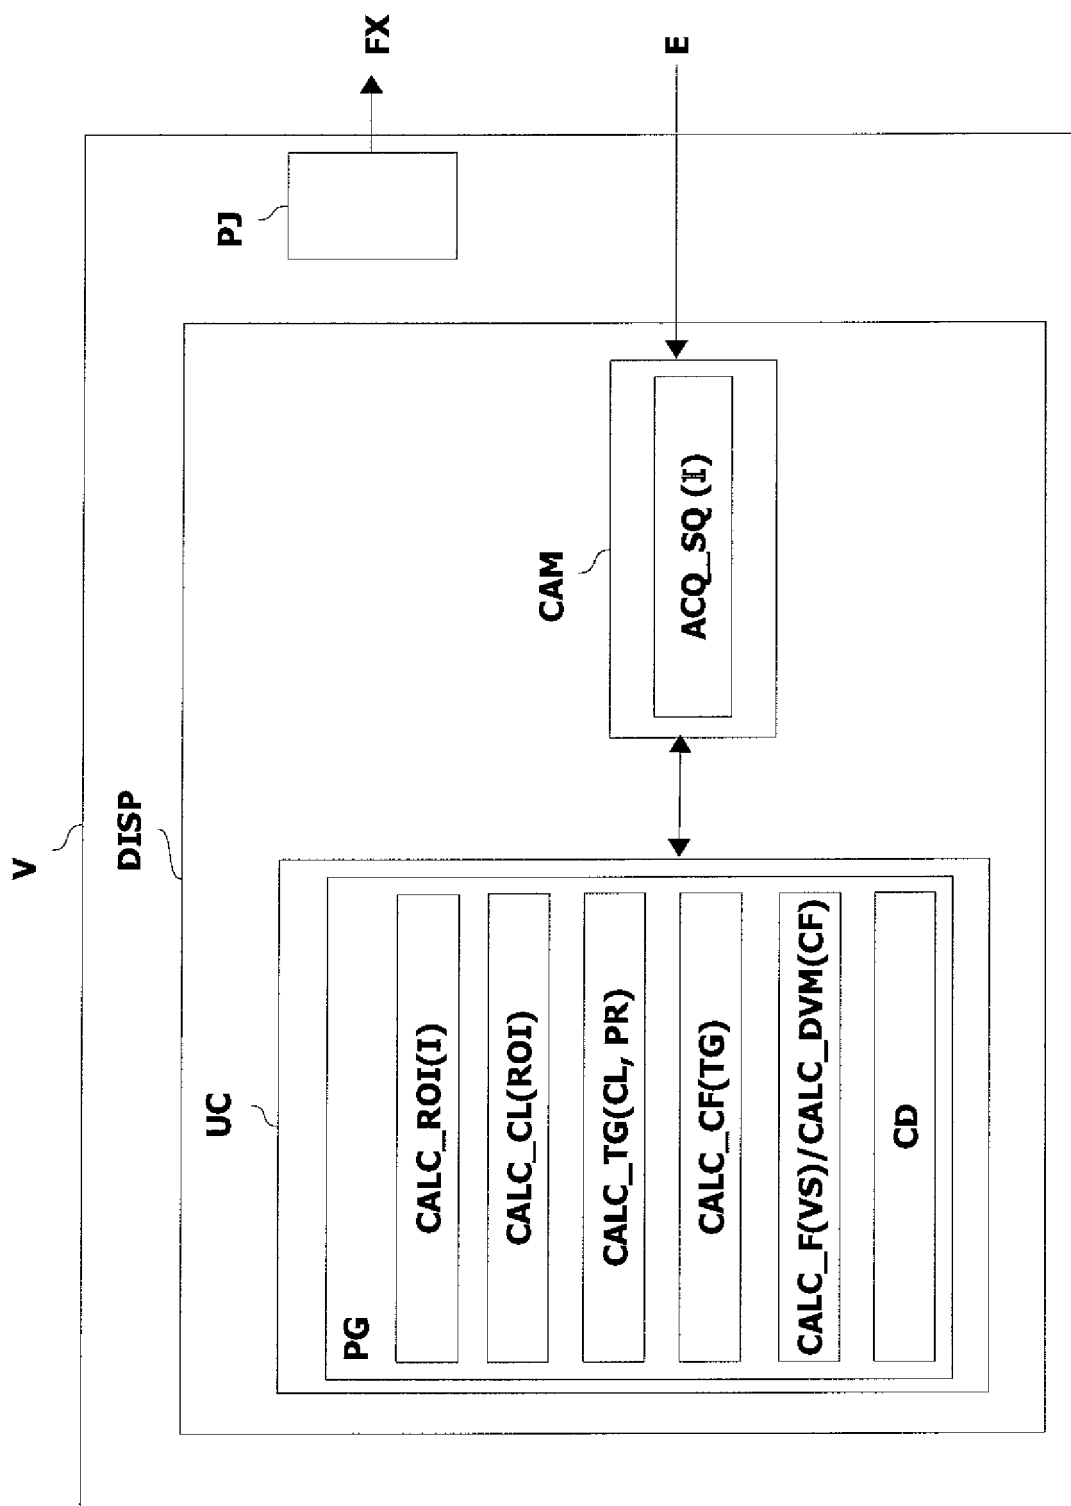 V
DISP
UC
PG
CALC_ROI(I)
CALC_CL(ROI)
CALC_TG(CL, PR)
CALC_CF(TG)
CALC_F(VS)/CALC_DVM(CF)
CD
CAM
ACQ_SQ (I)
PJ
FX
E